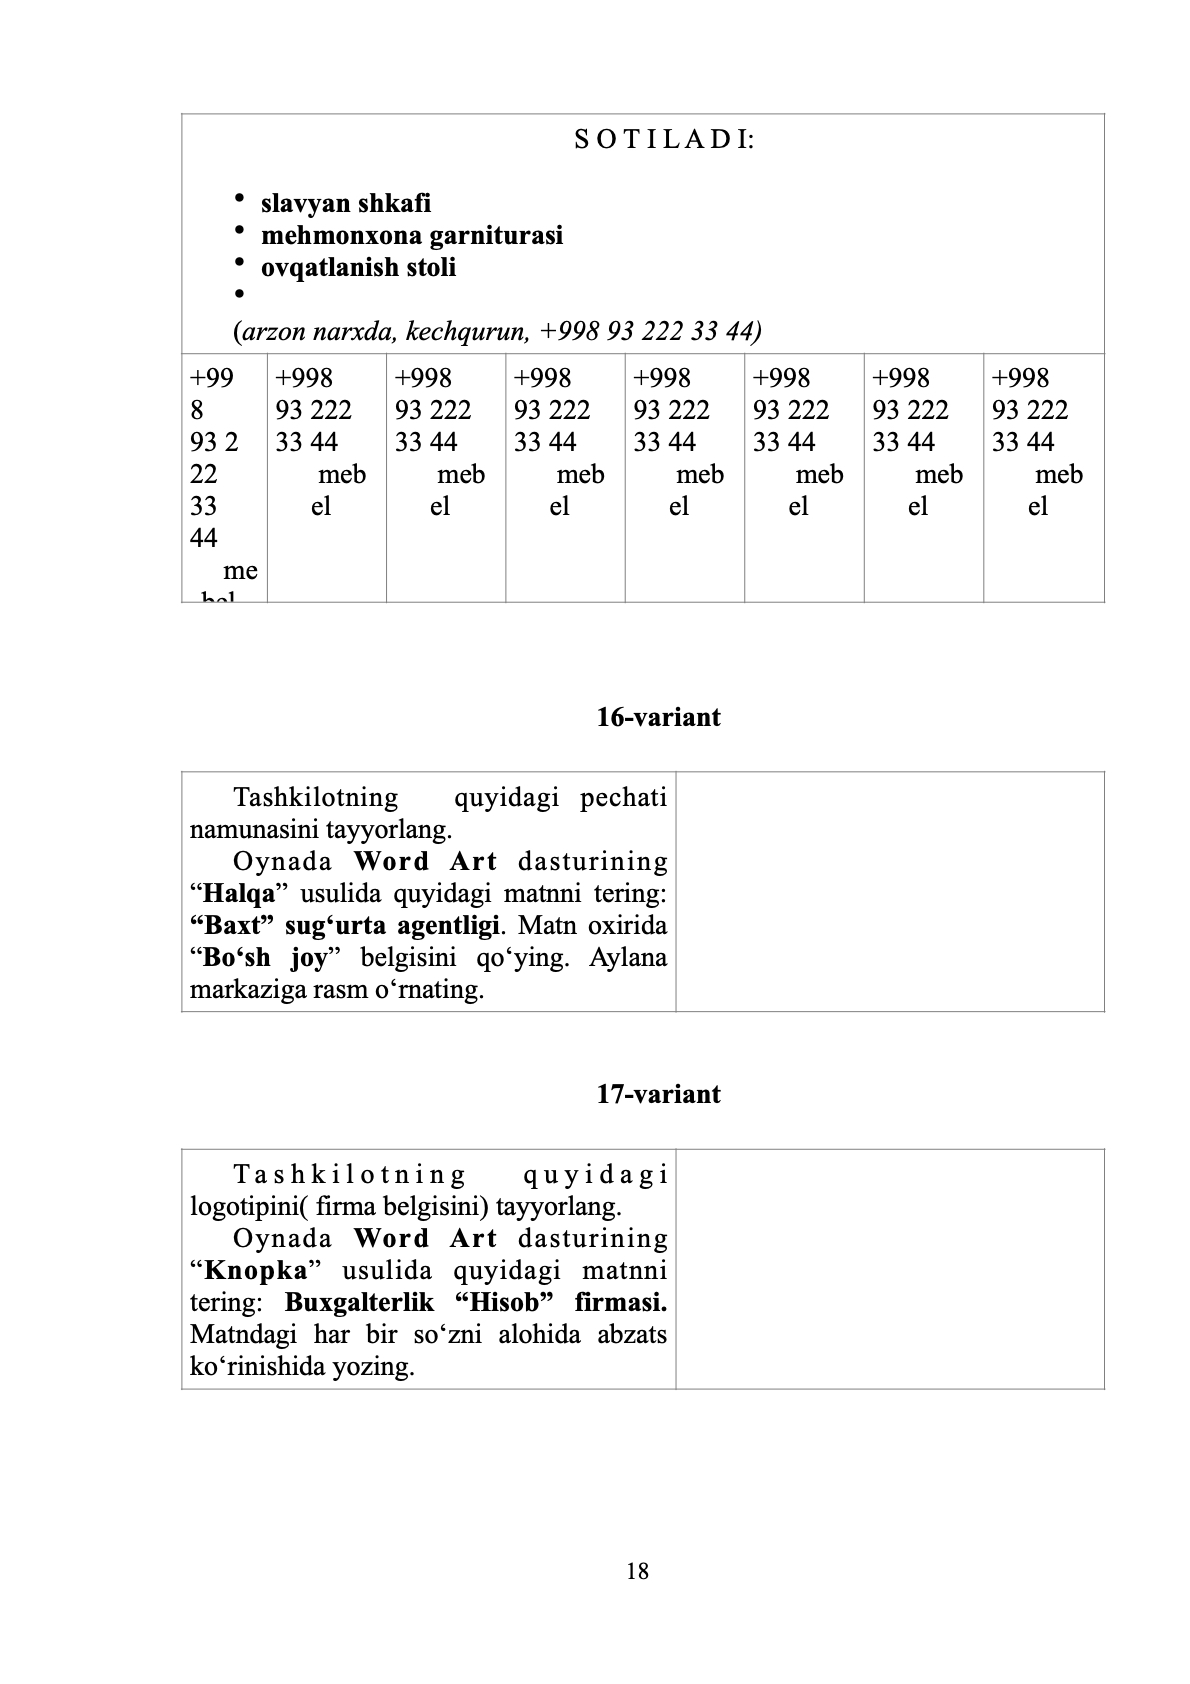 S O T I L A D I:
• slavyan shkafi
• mehmonxona garniturasi
• ovqatlanish stoli
•
(arzon narxda, kechqurun, +998 93 222 33 44)
+99 +998 +998 +998 +998 +998 +998 +998
8 93 222 93 222 93 222 93 222 93 222 93 222 93 222
93 2 33 44 33 44 33 44 33 44 33 44 33 44 33 44
22 meb meb meb meb meb meb meb
33 el el el el el el el
44
me
bel
16-variant
Tashkilotning quyidagi pechati
namunasini tayyorlang.
Oynada Word Art dasturining
“Halqa” usulida quyidagi matnni tering:
“Baxt” sug‘urta agentligi. Matn oxirida
“Bo‘sh joy” belgisini qo‘ying. Aylana
markaziga rasm o‘rnating.
17-variant
Tashkilotning quyidagi
logotipini( firma belgisini) tayyorlang.
Oynada Word Art dasturining
“Knopka” usulida quyidagi matnni
tering: Buxgalterlik “Hisob” firmasi.
Matndagi har bir so‘zni alohida abzats
ko‘rinishida yozing.
18